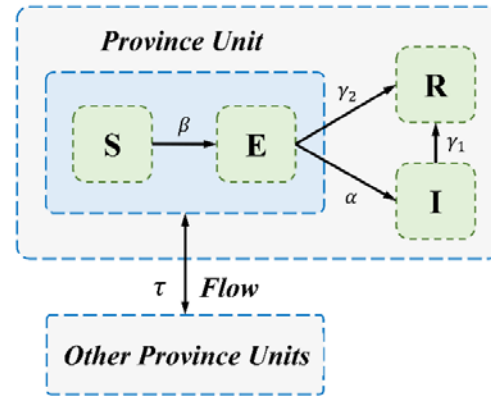 Province Unit
S
β
E
γ₂
R
γ₁
α
I
τ
Flow
Other Province Units